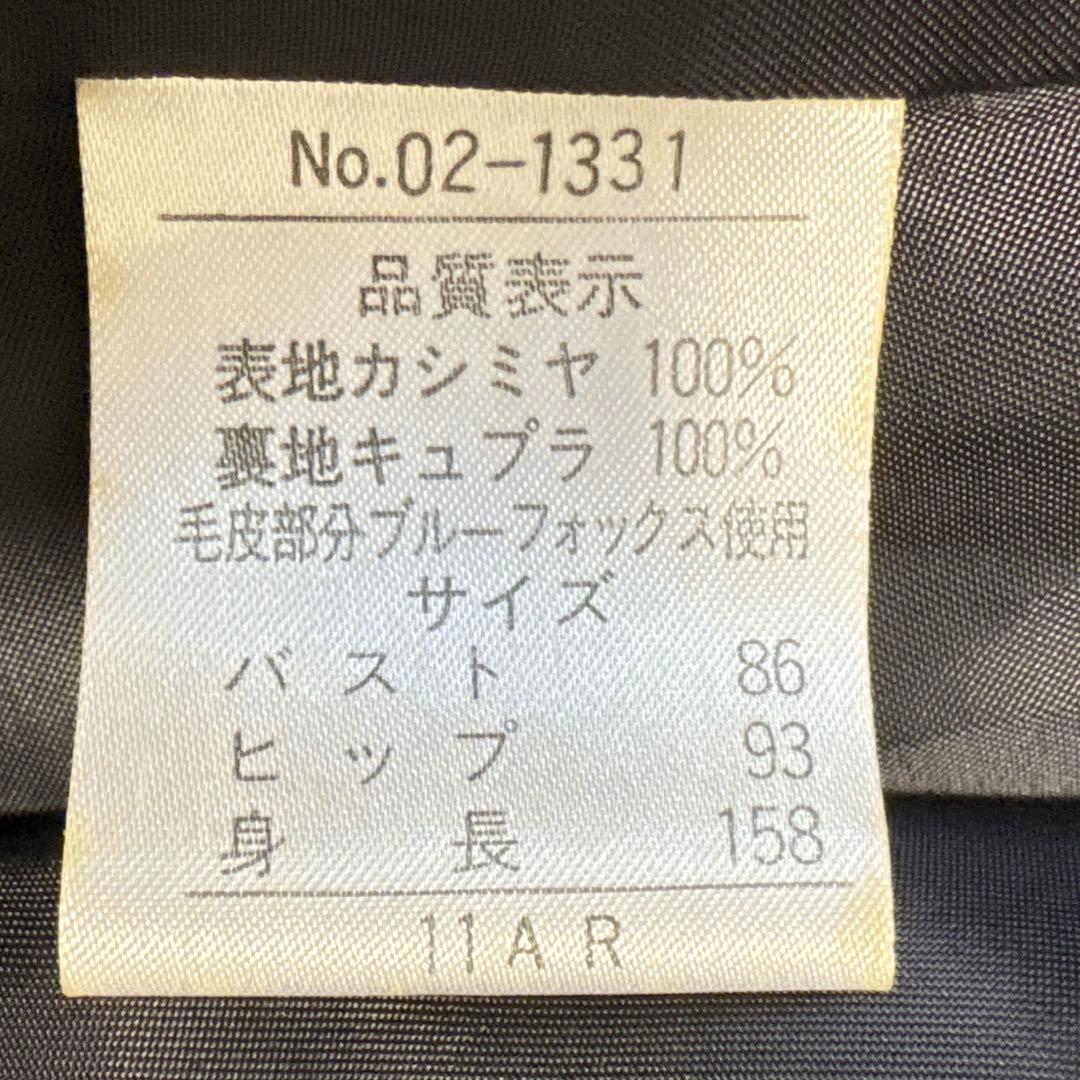 No.02-1331
品質表示
表地カシミヤ 100%
裏地キュプラ 100%
毛皮部分ブルーフォックス使用
サイズ
バスト 86
ヒップ 93
身長 158
11AR